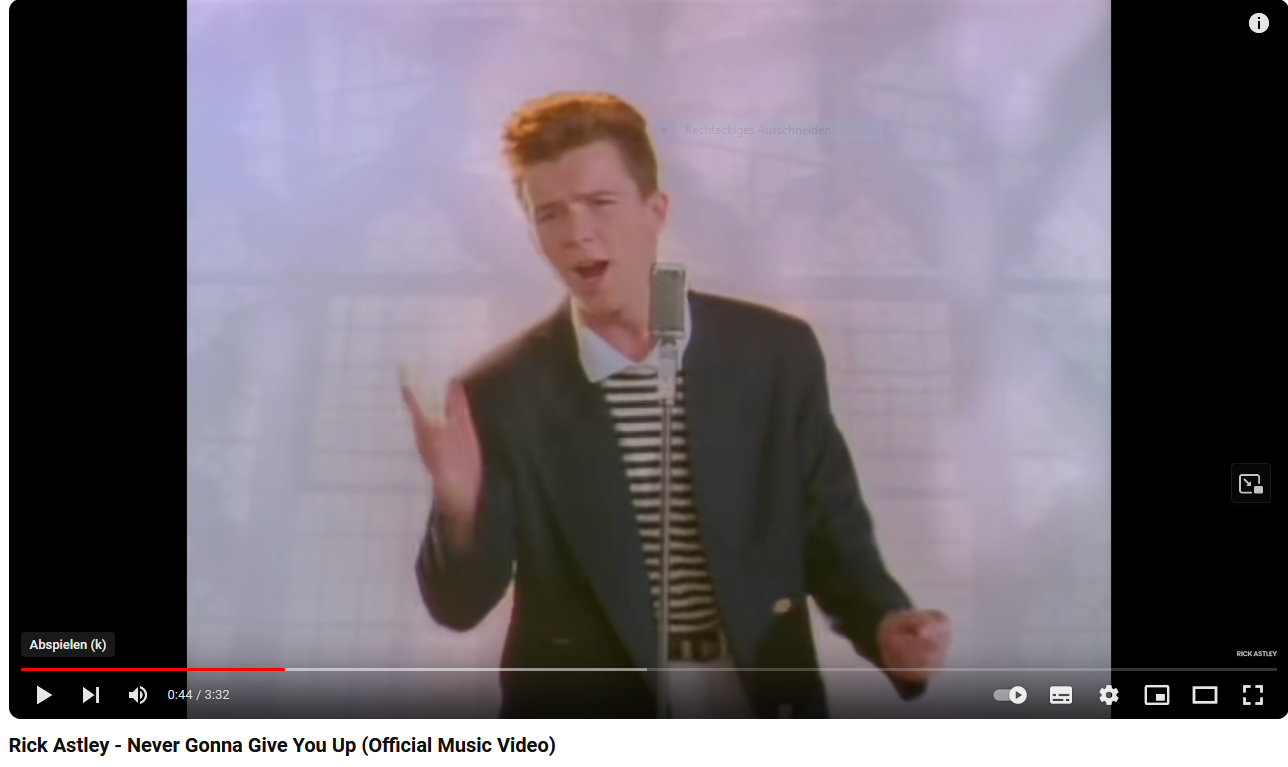 Rechteckiges Ausschneiden
Abspielen (k)
RICK ASTLEY
0:44 / 3:32
Rick Astley - Never Gonna Give You Up (Official Music Video)